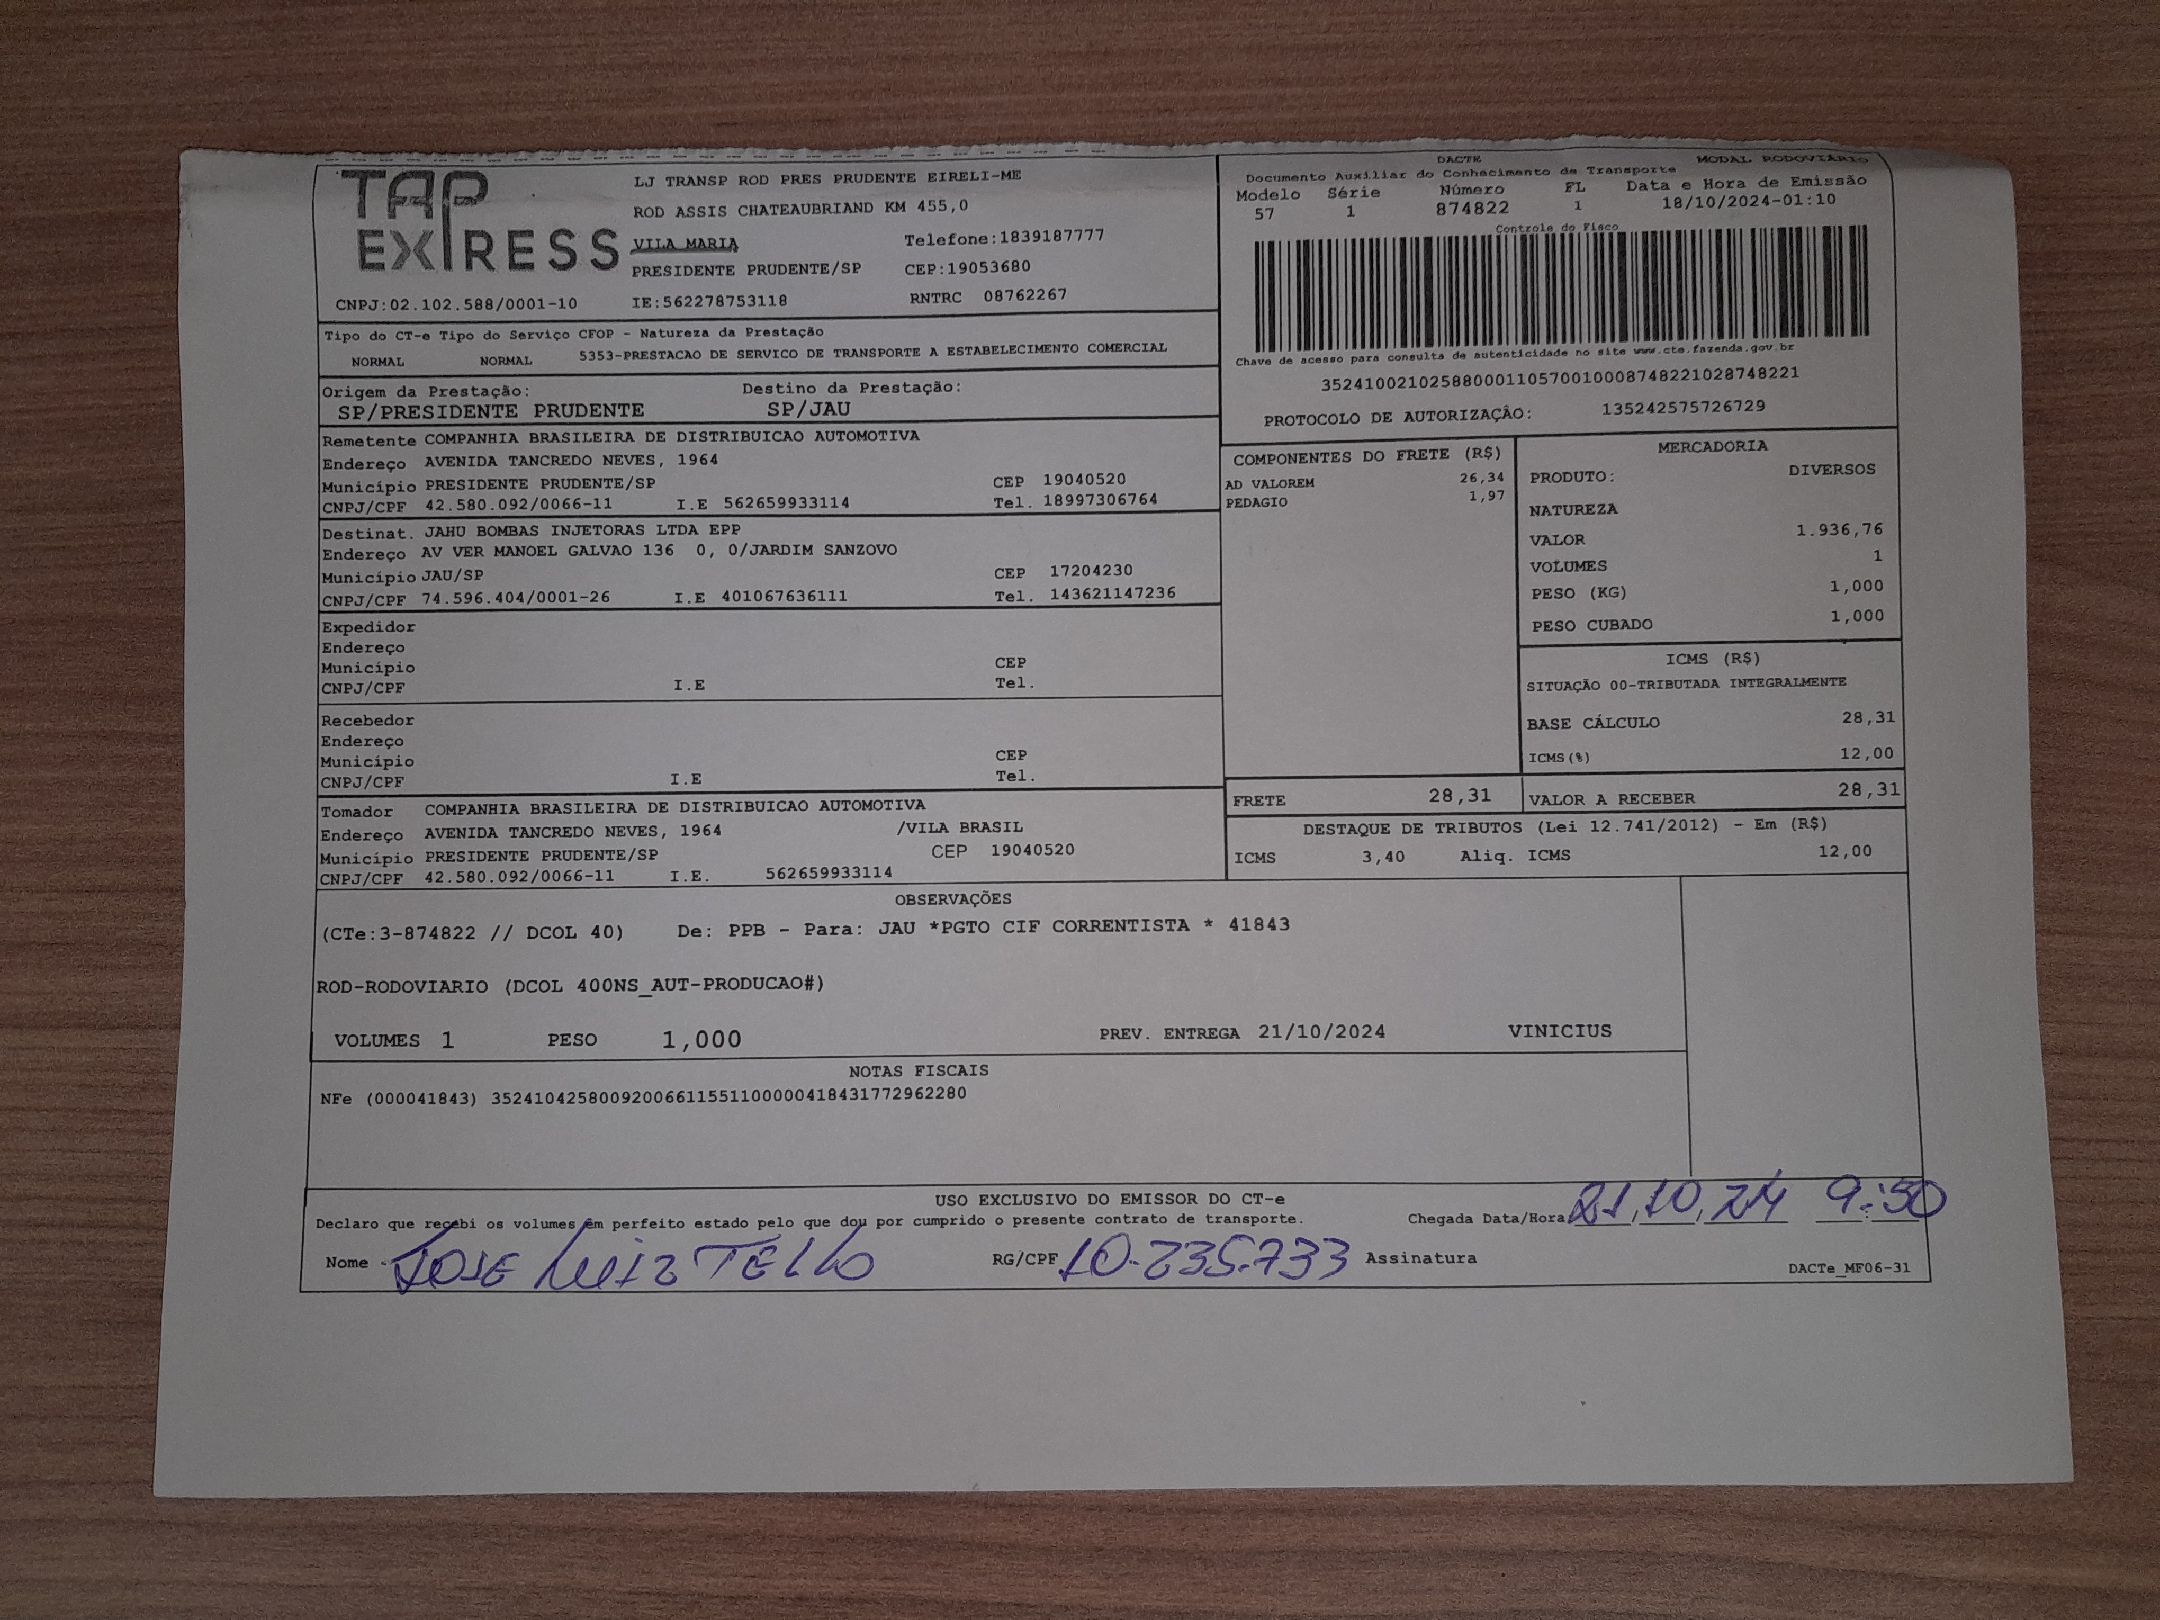 TAP EXPRESS
LJ TRANSP ROD PRES PRUDENTE EIRELI-ME
ROD ASSIS CHATEAUBRIAND KM 455,0
VILA MARIA Telefone:1839187777
PRESIDENTE PRUDENTE/SP CEP:19053680
CNPJ:02.102.588/0001-10 IE:562278753118 RNTRC 08762267
DACTE MODAL RODOVIÁRIO
Documento Auxiliar do Conhecimento de Transporte
Modelo Série Número FL Data e Hora de Emissão
57 1 874822 1 18/10/2024-01:10
Controle do Fisco
Chave de acesso para consulta de autenticidade no site www.cte.fazenda.gov.br
35241002102588000110570010008748221028748221
PROTOCOLO DE AUTORIZAÇÃO: 135242575726729
Tipo do CT-e Tipo do Serviço CFOP - Natureza da Prestação
NORMAL NORMAL 5353-PRESTACAO DE SERVICO DE TRANSPORTE A ESTABELECIMENTO COMERCIAL
Origem da Prestação: Destino da Prestação:
SP/PRESIDENTE PRUDENTE SP/JAU
Remetente COMPANHIA BRASILEIRA DE DISTRIBUICAO AUTOMOTIVA
Endereço AVENIDA TANCREDO NEVES, 1964
Município PRESIDENTE PRUDENTE/SP CEP 19040520
CNPJ/CPF 42.580.092/0066-11 I.E 562659933114 Tel. 18997306764
Destinat. JAHU BOMBAS INJETORAS LTDA EPP
Endereço AV VER MANOEL GALVAO 136 0, 0/JARDIM SANZOVO
Município JAU/SP CEP 17204230
CNPJ/CPF 74.596.404/0001-26 I.E 401067636111 Tel. 143621147236
Expedidor
Endereço
Município CEP
CNPJ/CPF I.E Tel.
Recebedor
Endereço
Município CEP
CNPJ/CPF I.E Tel.
Tomador COMPANHIA BRASILEIRA DE DISTRIBUICAO AUTOMOTIVA
Endereço AVENIDA TANCREDO NEVES, 1964 /VILA BRASIL
Município PRESIDENTE PRUDENTE/SP CEP 19040520
CNPJ/CPF 42.580.092/0066-11 I.E. 562659933114
COMPONENTES DO FRETE (R$)
AD VALOREM 26,34
PEDAGIO 1,97
MERCADORIA
PRODUTO: DIVERSOS
NATUREZA
VALOR 1.936,76
VOLUMES 1
PESO (KG) 1,000
PESO CUBADO 1,000
ICMS (R$)
SITUAÇÃO 00-TRIBUTADA INTEGRALMENTE
BASE CÁLCULO 28,31
ICMS(%) 12,00
FRETE 28,31 VALOR A RECEBER 28,31
DESTAQUE DE TRIBUTOS (Lei 12.741/2012) - Em (R$)
ICMS 3,40 Aliq. ICMS 12,00
OBSERVAÇÕES
(CTe:3-874822 // DCOL 40) De: PPB - Para: JAU *PGTO CIF CORRENTISTA * 41843
ROD-RODOVIARIO (DCOL 400NS_AUT-PRODUCAO#)
VOLUMES 1 PESO 1,000 PREV. ENTREGA 21/10/2024 VINICIUS
NOTAS FISCAIS
NFe (000041843) 35241042580092006611551100000418431772962280
USO EXCLUSIVO DO EMISSOR DO CT-e
Declaro que recebi os volumes em perfeito estado pelo que dou por cumprido o presente contrato de transporte. Chegada Data/Hora 21,10,24 9:50
Nome JOSE LUIZ TELLO RG/CPF 10.235.733 Assinatura
DACTe_MF06-31